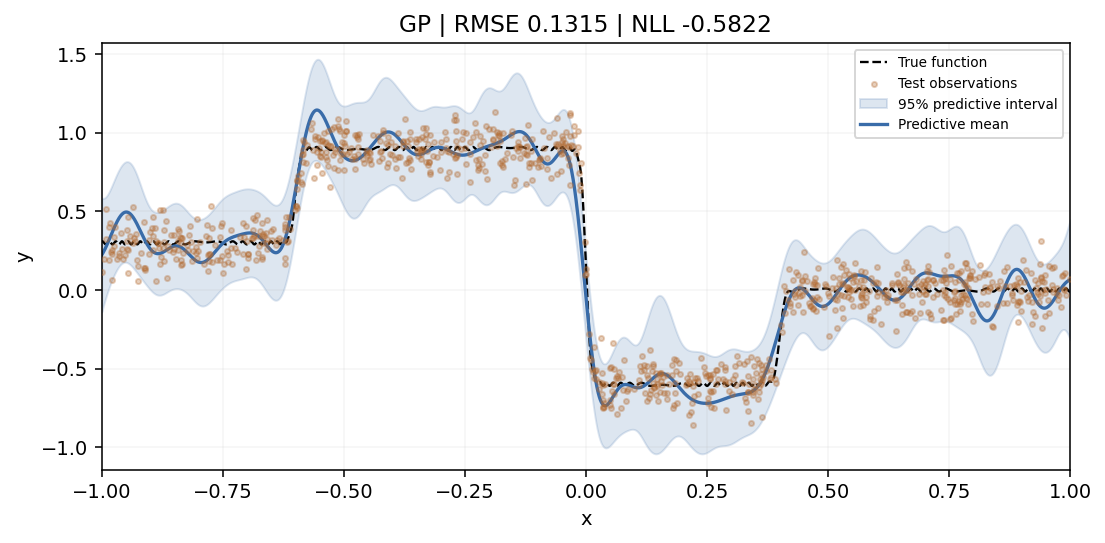 GP | RMSE 0.1315 | NLL -0.5822
True function
Test observations
95% predictive interval
Predictive mean
1.5
1.0
0.5
0.0
−0.5
−1.0
y
−1.00 −0.75 −0.50 −0.25 0.00 0.25 0.50 0.75 1.00
x